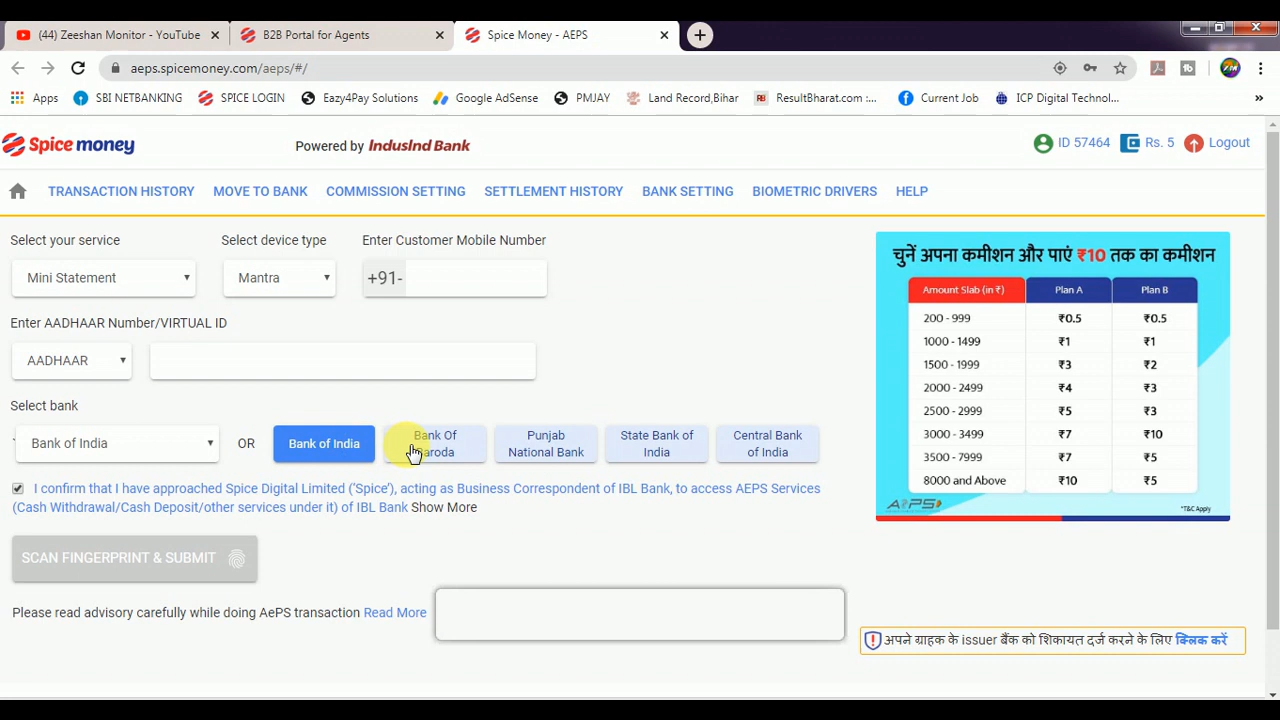 (44) Zeeshan Monitor - YouTube
B2B Portal for Agents
Spice Money - AEPS
aeps.spicemoney.com/aeps/#/
Apps
SBI NETBANKING
SPICE LOGIN
Eazy4Pay Solutions
Google AdSense
PMJAY
Land Record,Bihar
ResultBharat.com :...
Current Job
ICP Digital Technol...
»
Spice money
Powered by IndusInd Bank
ID 57464
Rs. 5
Logout
TRANSACTION HISTORY
MOVE TO BANK
COMMISSION SETTING
SETTLEMENT HISTORY
BANK SETTING
BIOMETRIC DRIVERS
HELP
Select your service
Select device type
Enter Customer Mobile Number
Mini Statement
Mantra
+91-
Enter AADHAAR Number/VIRTUAL ID
AADHAAR
Select bank
Bank of India
OR
Bank of India
Bank Of
Baroda
Punjab
National Bank
State Bank of
India
Central Bank
of India
I confirm that I have approached Spice Digital Limited ('Spice'), acting as Business Correspondent of IBL Bank, to access AEPS Services
(Cash Withdrawal/Cash Deposit/other services under it) of IBL Bank Show More
SCAN FINGERPRINT & SUBMIT
Please read advisory carefully while doing AePS transaction Read More
चुनें अपना कमीशन और पाएं ₹10 तक का कमीशन
Amount Slab (in ₹) Plan A Plan B
200 - 999 ₹0.5 ₹0.5
1000 - 1499 ₹1 ₹1
1500 - 1999 ₹3 ₹2
2000 - 2499 ₹4 ₹3
2500 - 2999 ₹5 ₹3
3000 - 3499 ₹7 ₹10
3500 - 7999 ₹7 ₹5
8000 and Above ₹10 ₹5
AEPS
*T&C Apply
अपने ग्राहक के issuer बैंक को शिकायत दर्ज करने के लिए क्लिक करें